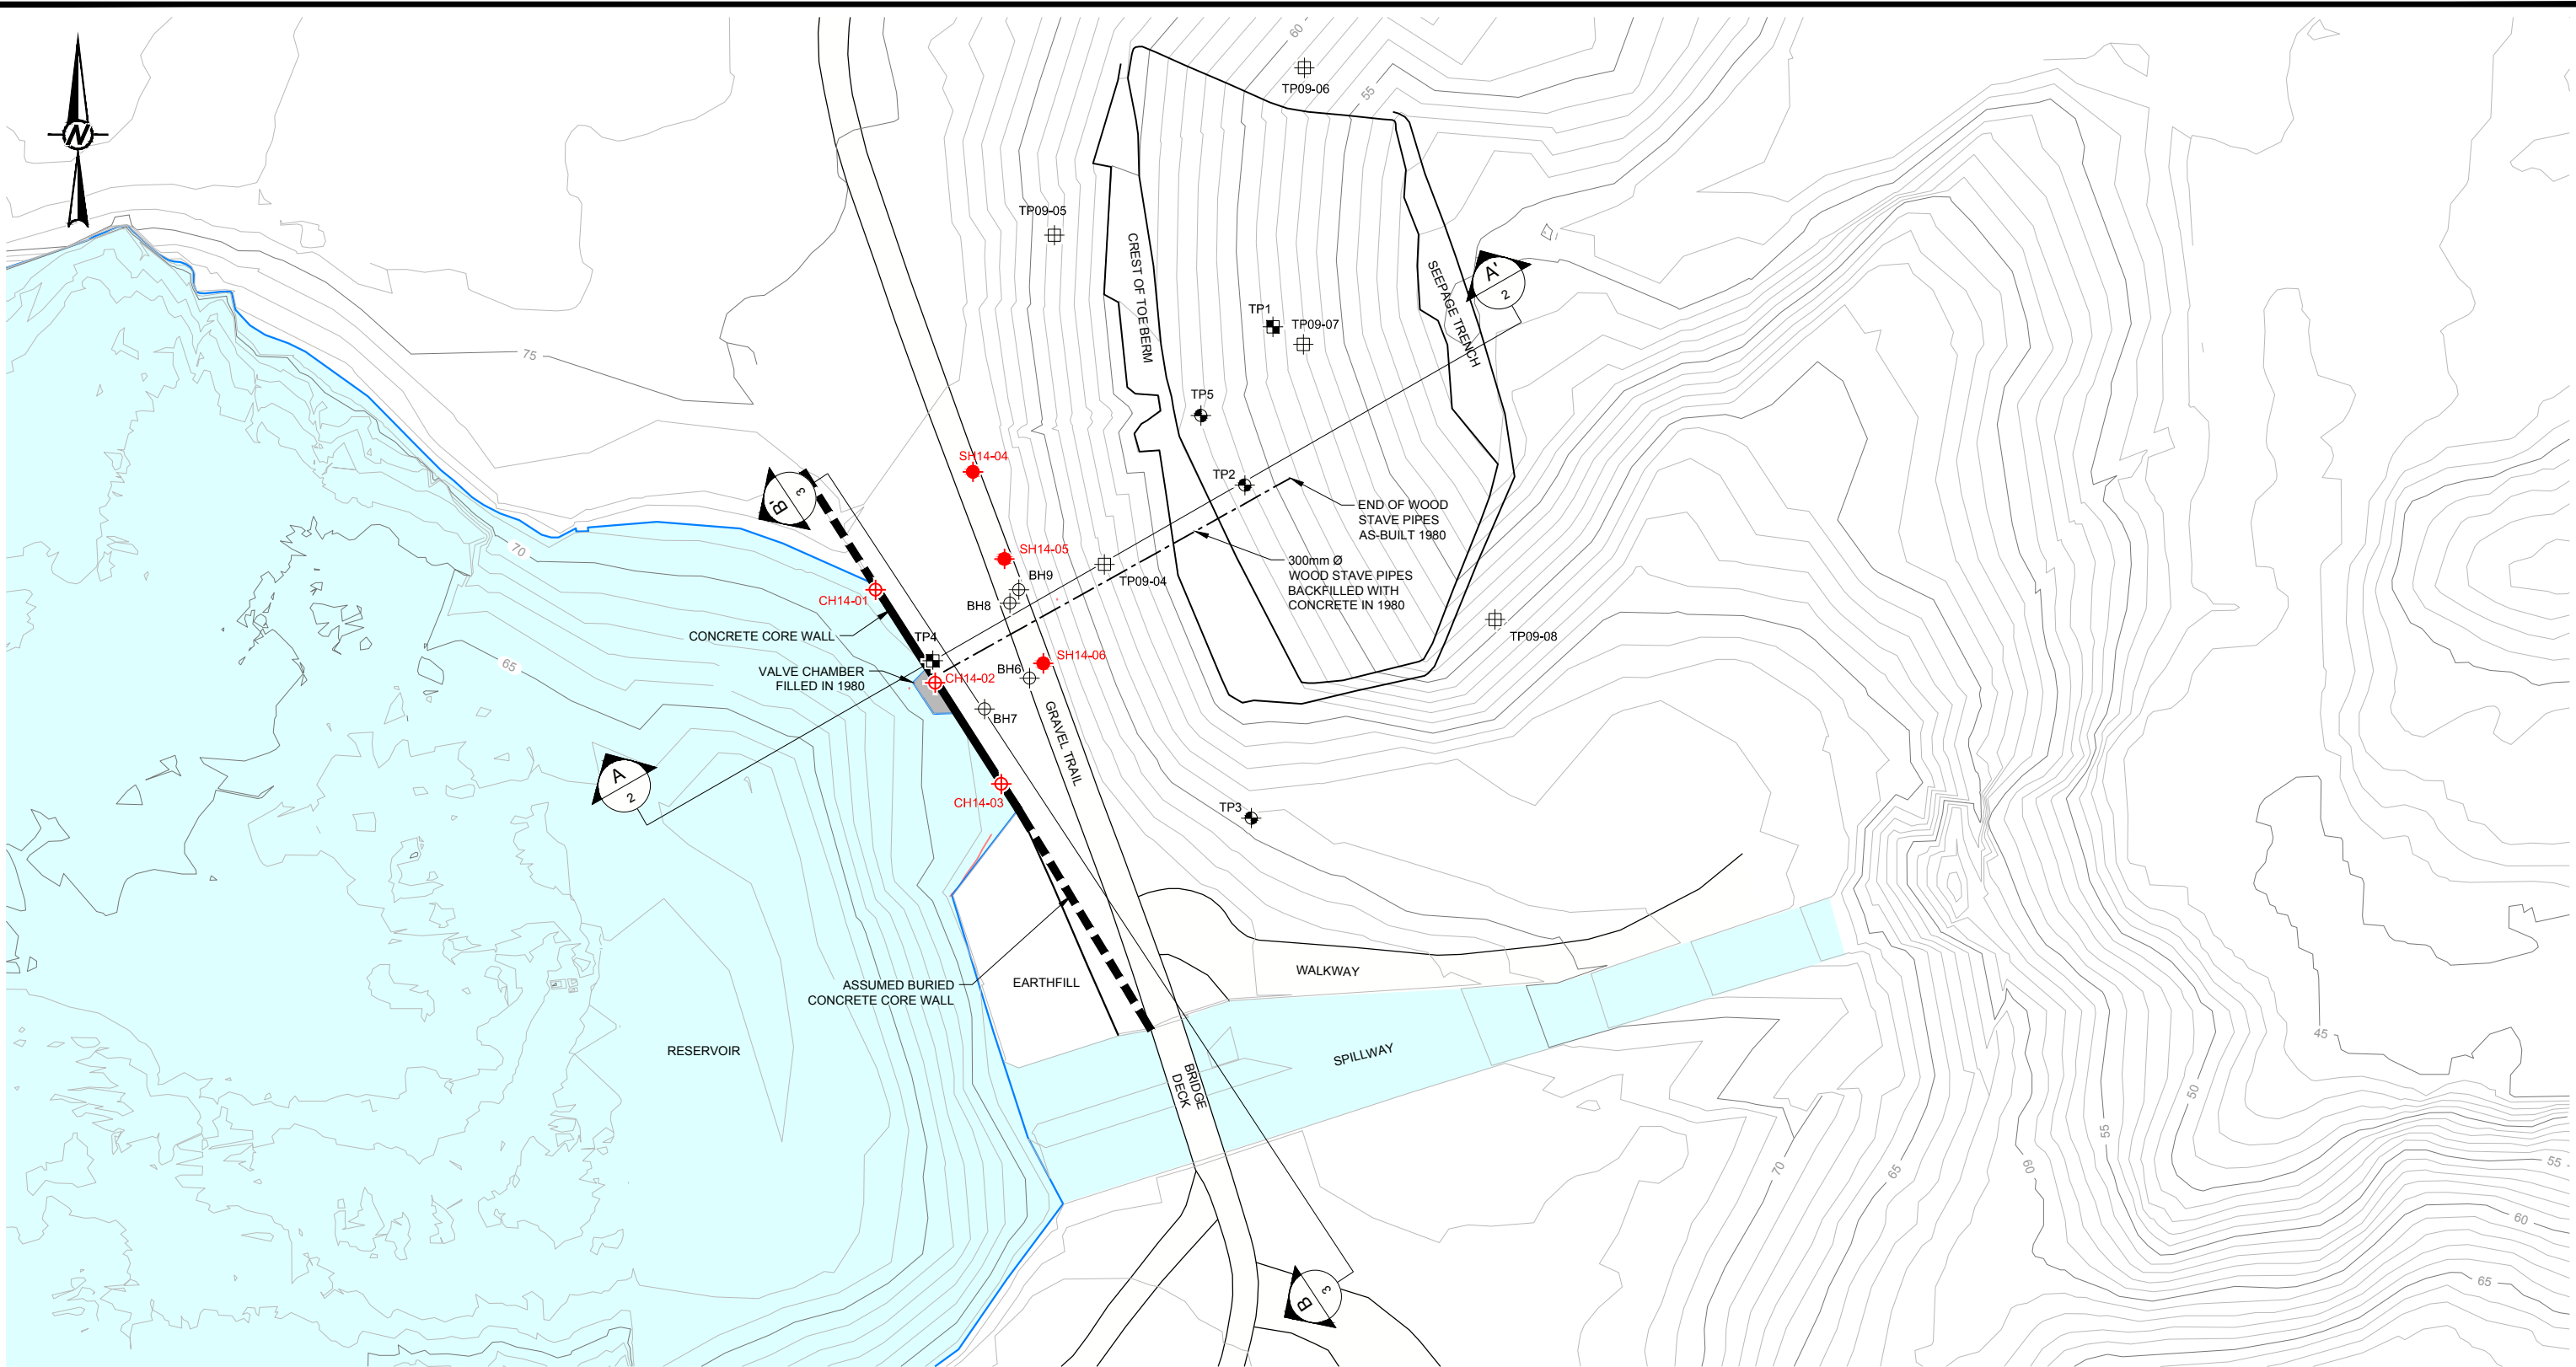 N
60
TP09-06
55
TP09-05
CREST OF TOE BERM
SEEPAGE TRENCH
A'
2
TP1
TP09-07
75
TP5
SH14-04
B'
3
TP2
END OF WOOD
STAVE PIPES
AS-BUILT 1980
70
SH14-05
BH9
TP09-04
300mm Ø
WOOD STAVE PIPES
BACKFILLED WITH
CONCRETE IN 1980
CH14-01
BH8
CONCRETE CORE WALL
TP4
TP09-08
65
VALVE CHAMBER
FILLED IN 1980
CH14-02
BH6
SH14-06
BH7
GRAVEL TRAIL
A
2
CH14-03
TP3
ASSUMED BURIED
CONCRETE CORE WALL
EARTHFILL
WALKWAY
RESERVOIR
SPILLWAY
BRIDGE
DECK
45
50
55
60
55
70
65
60
65
B
3